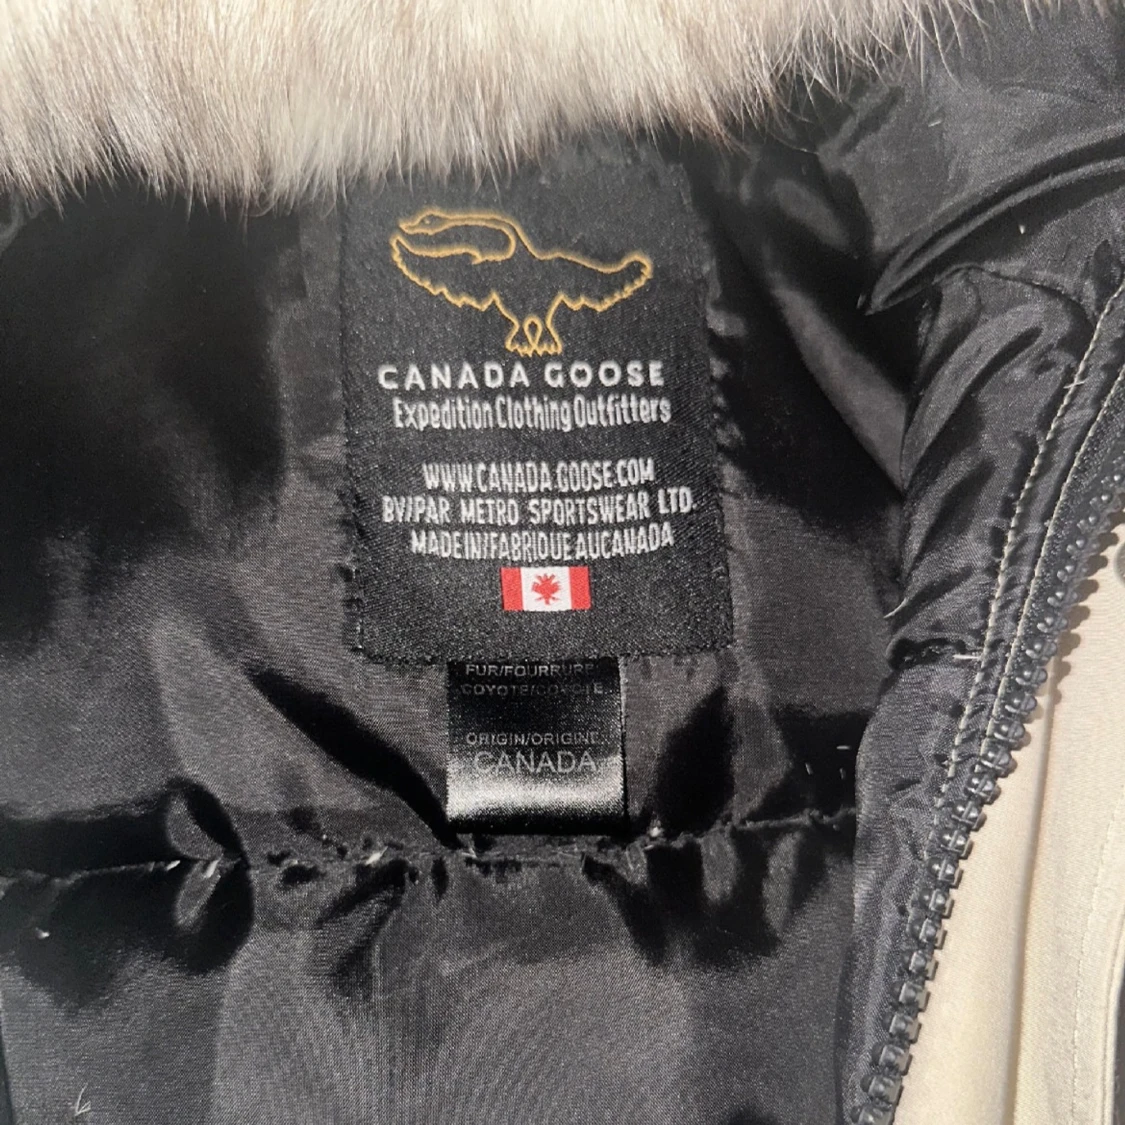 CANADA GOOSE
Expedition Clothing Outfitters
WWW.CANADA.GOOSE.COM
BY/PAR METRO SPORTSWEAR LTD.
MADE IN/FABRIQUE AU CANADA
FUR/FOURRURE
COYOTE/COYOTE
ORIGIN/ORIGINE:
CANADA